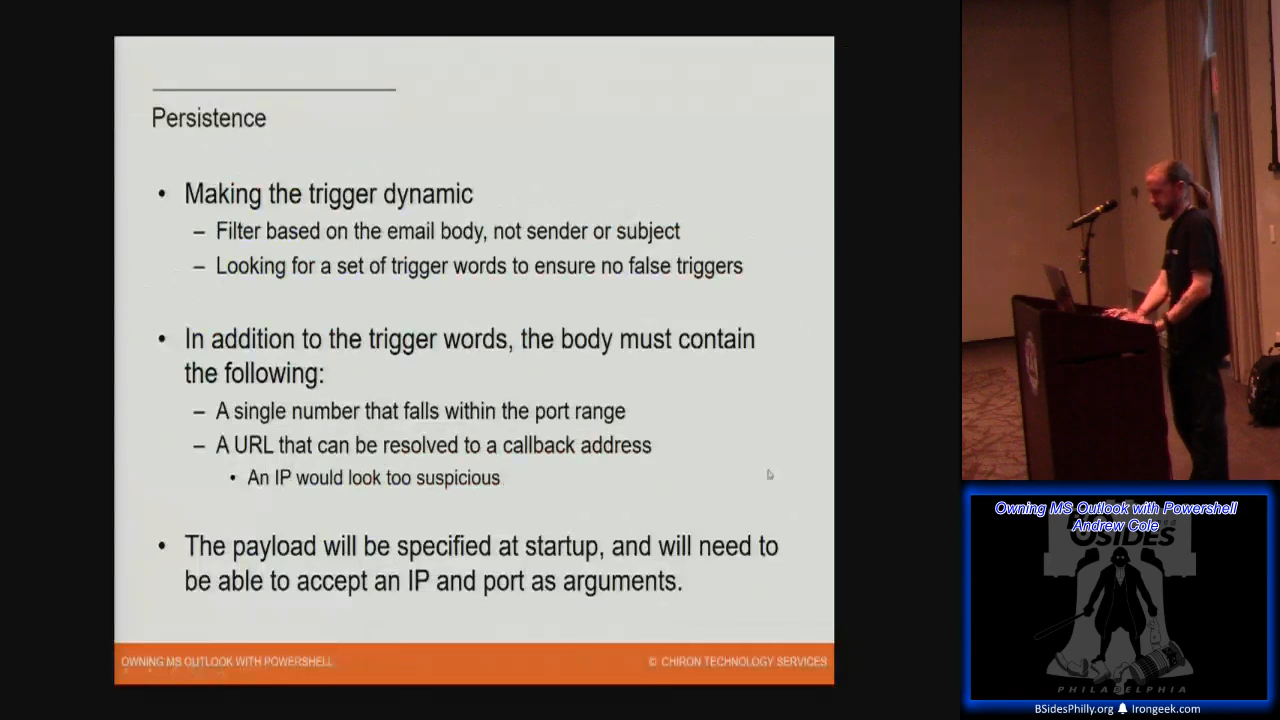 Persistence
• Making the trigger dynamic
– Filter based on the email body, not sender or subject
– Looking for a set of trigger words to ensure no false triggers
• In addition to the trigger words, the body must contain
the following:
– A single number that falls within the port range
– A URL that can be resolved to a callback address
• An IP would look too suspicious
• The payload will be specified at startup, and will need to
be able to accept an IP and port as arguments.
OWNING MS OUTLOOK WITH POWERSHELL
© CHIRON TECHNOLOGY SERVICES
Owning MS Outlook with Powershell
Andrew Cole
BSIDES
PHILADELPHIA
BSidesPhilly.org Irongeek.com